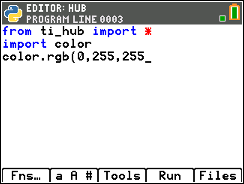 EDITOR: HUB
PROGRAM LINE 0003
from ti_hub import *
import color
color.rgb(0,255,255_
Fns… a A # Tools Run Files